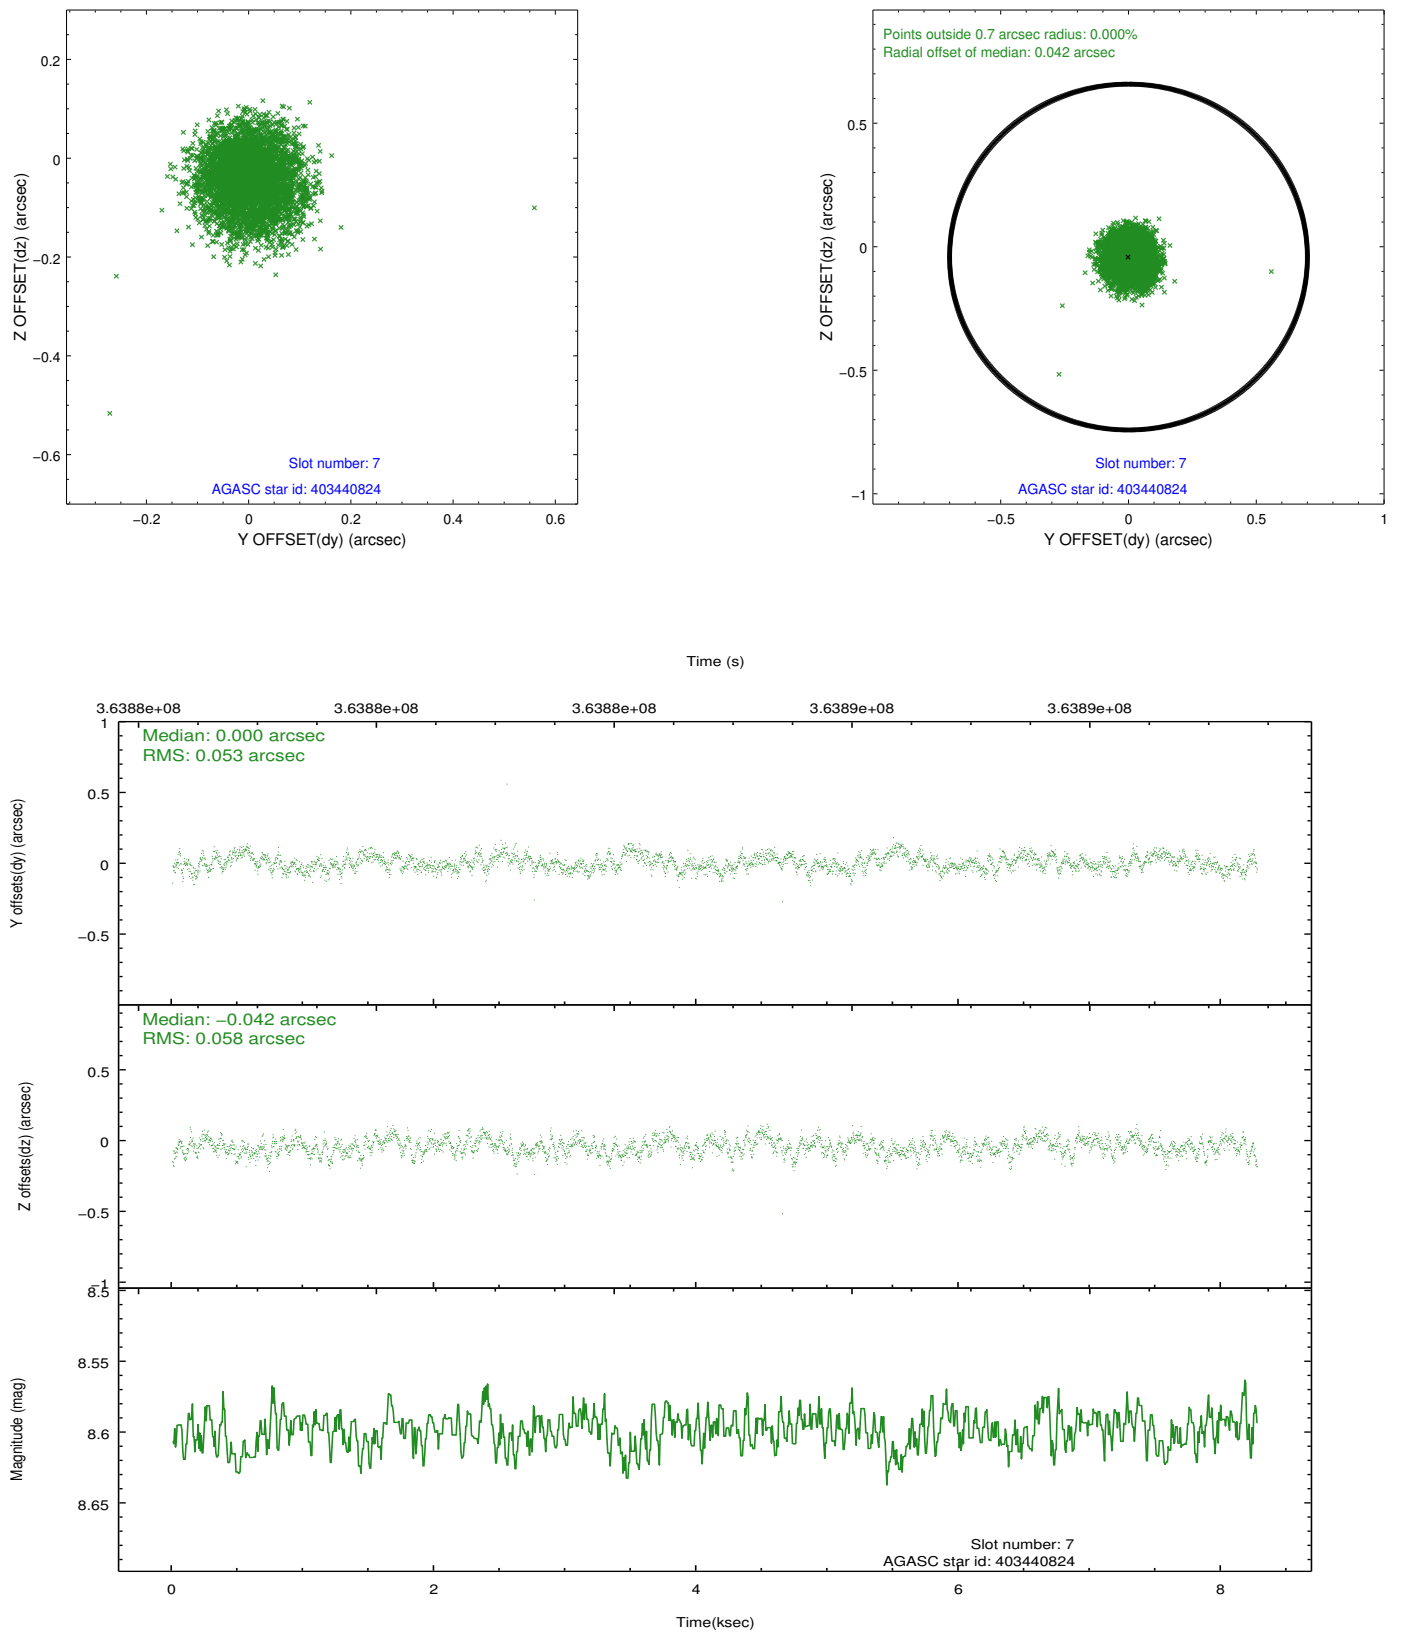 0.2
0
−0.2
−0.4
−0.6
Z OFFSET(dz) (arcsec)
Slot number: 7
AGASC star id: 403440824
−0.2
0
0.2
0.4
0.6
Y OFFSET(dy) (arcsec)
Points outside 0.7 arcsec radius: 0.000%
Radial offset of median: 0.042 arcsec
0.5
0
−0.5
−1
Z OFFSET(dz) (arcsec)
Slot number: 7
AGASC star id: 403440824
−0.5
0
0.5
1
Y OFFSET(dy) (arcsec)
Time (s)
3.6388e+08
3.6388e+08
3.6388e+08
3.6389e+08
3.6389e+08
Median: 0.000 arcsec
RMS: 0.053 arcsec
1
0.5
0
−0.5
Y offsets(dy) (arcsec)
Median: −0.042 arcsec
RMS: 0.058 arcsec
0.5
0
−0.5
−1
Z offsets(dz) (arcsec)
8.5
8.55
8.6
8.65
Magnitude (mag)
Slot number: 7
AGASC star id: 403440824
0
2
4
6
8
Time(ksec)